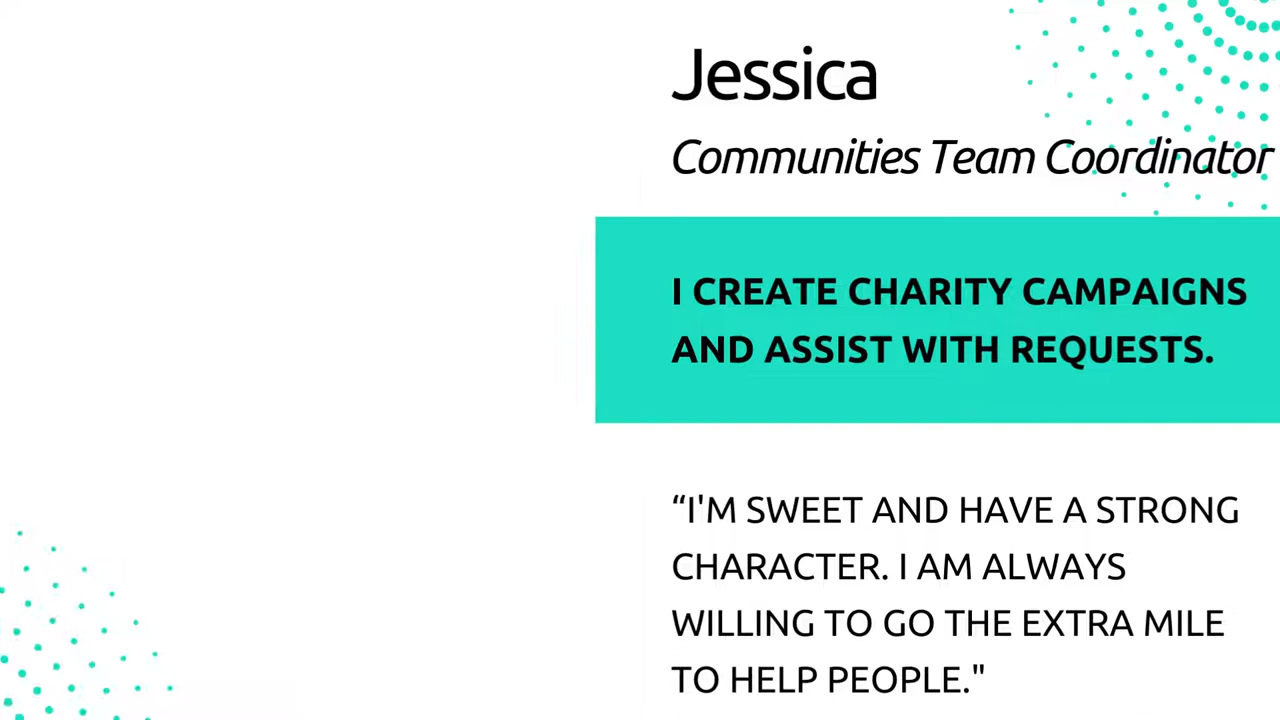 Jessica
Communities Team Coordinator
I CREATE CHARITY CAMPAIGNS
AND ASSIST WITH REQUESTS.
“I'M SWEET AND HAVE A STRONG
CHARACTER. I AM ALWAYS
WILLING TO GO THE EXTRA MILE
TO HELP PEOPLE."